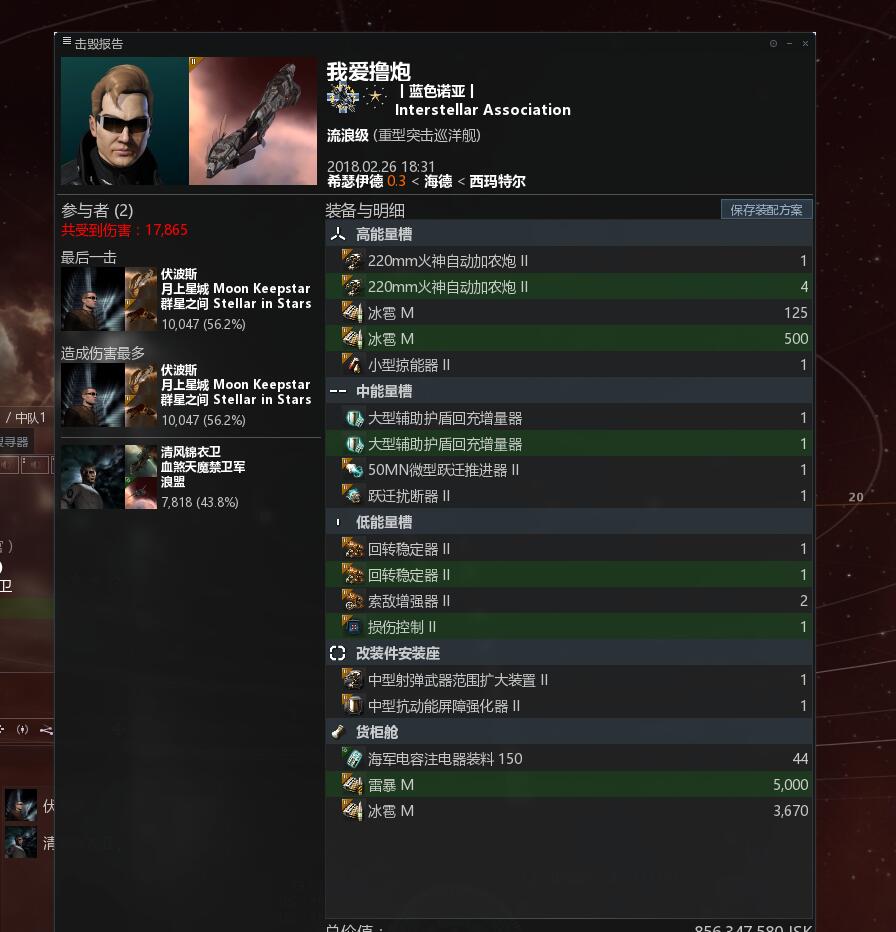 击毁报告
我爱撸炮
丨蓝色诺亚丨
Interstellar Association
流浪级 (重型突击巡洋舰)
2018.02.26 18:31
希瑟伊德 0.3 < 海德 < 西玛特尔
参与者 (2)
共受到伤害：17,865
最后一击
伏波斯
月上星城 Moon Keepstar
群星之间 Stellar in Stars
10,047 (56.2%)
造成伤害最多
伏波斯
月上星城 Moon Keepstar
群星之间 Stellar in Stars
10,047 (56.2%)
清风锦衣卫
血煞天魔禁卫军
浪盟
7,818 (43.8%)
装备与明细
保存装配方案
高能量槽
220mm火神自动加农炮 II 1
220mm火神自动加农炮 II 4
冰雹 M 125
冰雹 M 500
小型掠能器 II 1
中能量槽
大型辅助护盾回充增量器 1
大型辅助护盾回充增量器 1
50MN微型跃迁推进器 II 1
跃迁扰断器 II 1
低能量槽
回转稳定器 II 1
回转稳定器 II 1
索敌增强器 II 2
损伤控制 II 1
改装件安装座
中型射弹武器范围扩大装置 II 1
中型抗动能屏障强化器 II 1
货柜舱
海军电容注电器装料 150 44
雷暴 M 5,000
冰雹 M 3,670
总价值： 856,347,580 ISK
/ 中队1
寻器
卫
伏
清
20